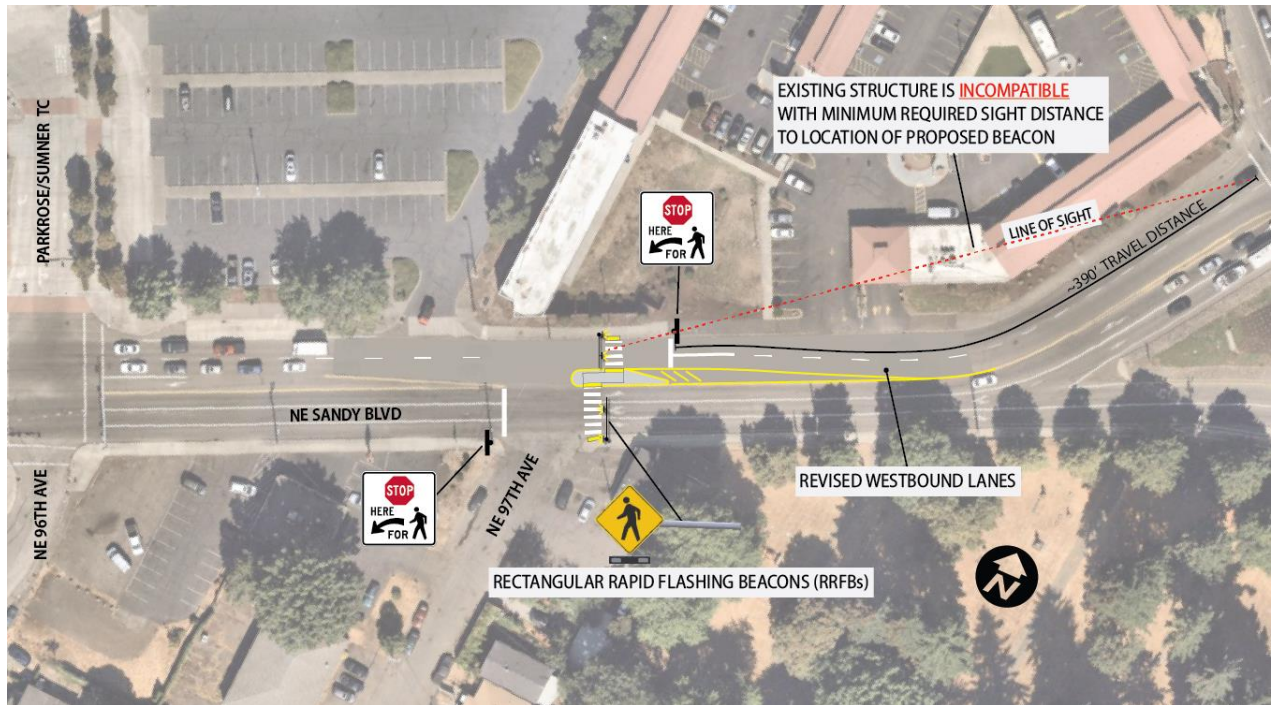 PARKROSE/SUMNER TC
EXISTING STRUCTURE IS INCOMPATIBLE
WITH MINIMUM REQUIRED SIGHT DISTANCE
TO LOCATION OF PROPOSED BEACON
STOP
HERE
FOR
LINE OF SIGHT
~390' TRAVEL DISTANCE
NE SANDY BLVD
REVISED WESTBOUND LANES
NE 96TH AVE
STOP
HERE
FOR
NE 97TH AVE
RECTANGULAR RAPID FLASHING BEACONS (RRFBs)
N